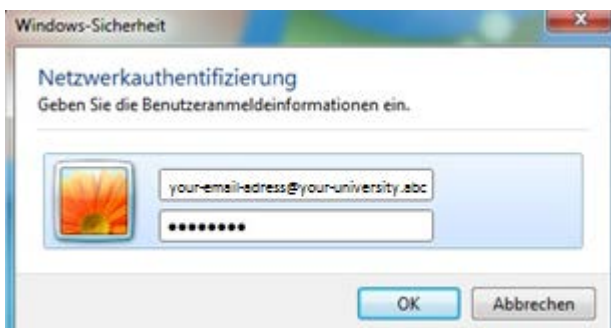 Windows-Sicherheit
Netzwerkauthentifizierung
Geben Sie die Benutzeranmeldeinformationen ein.
your-email-adress@your-university.abc
●●●●●●●●
OK Abbrechen